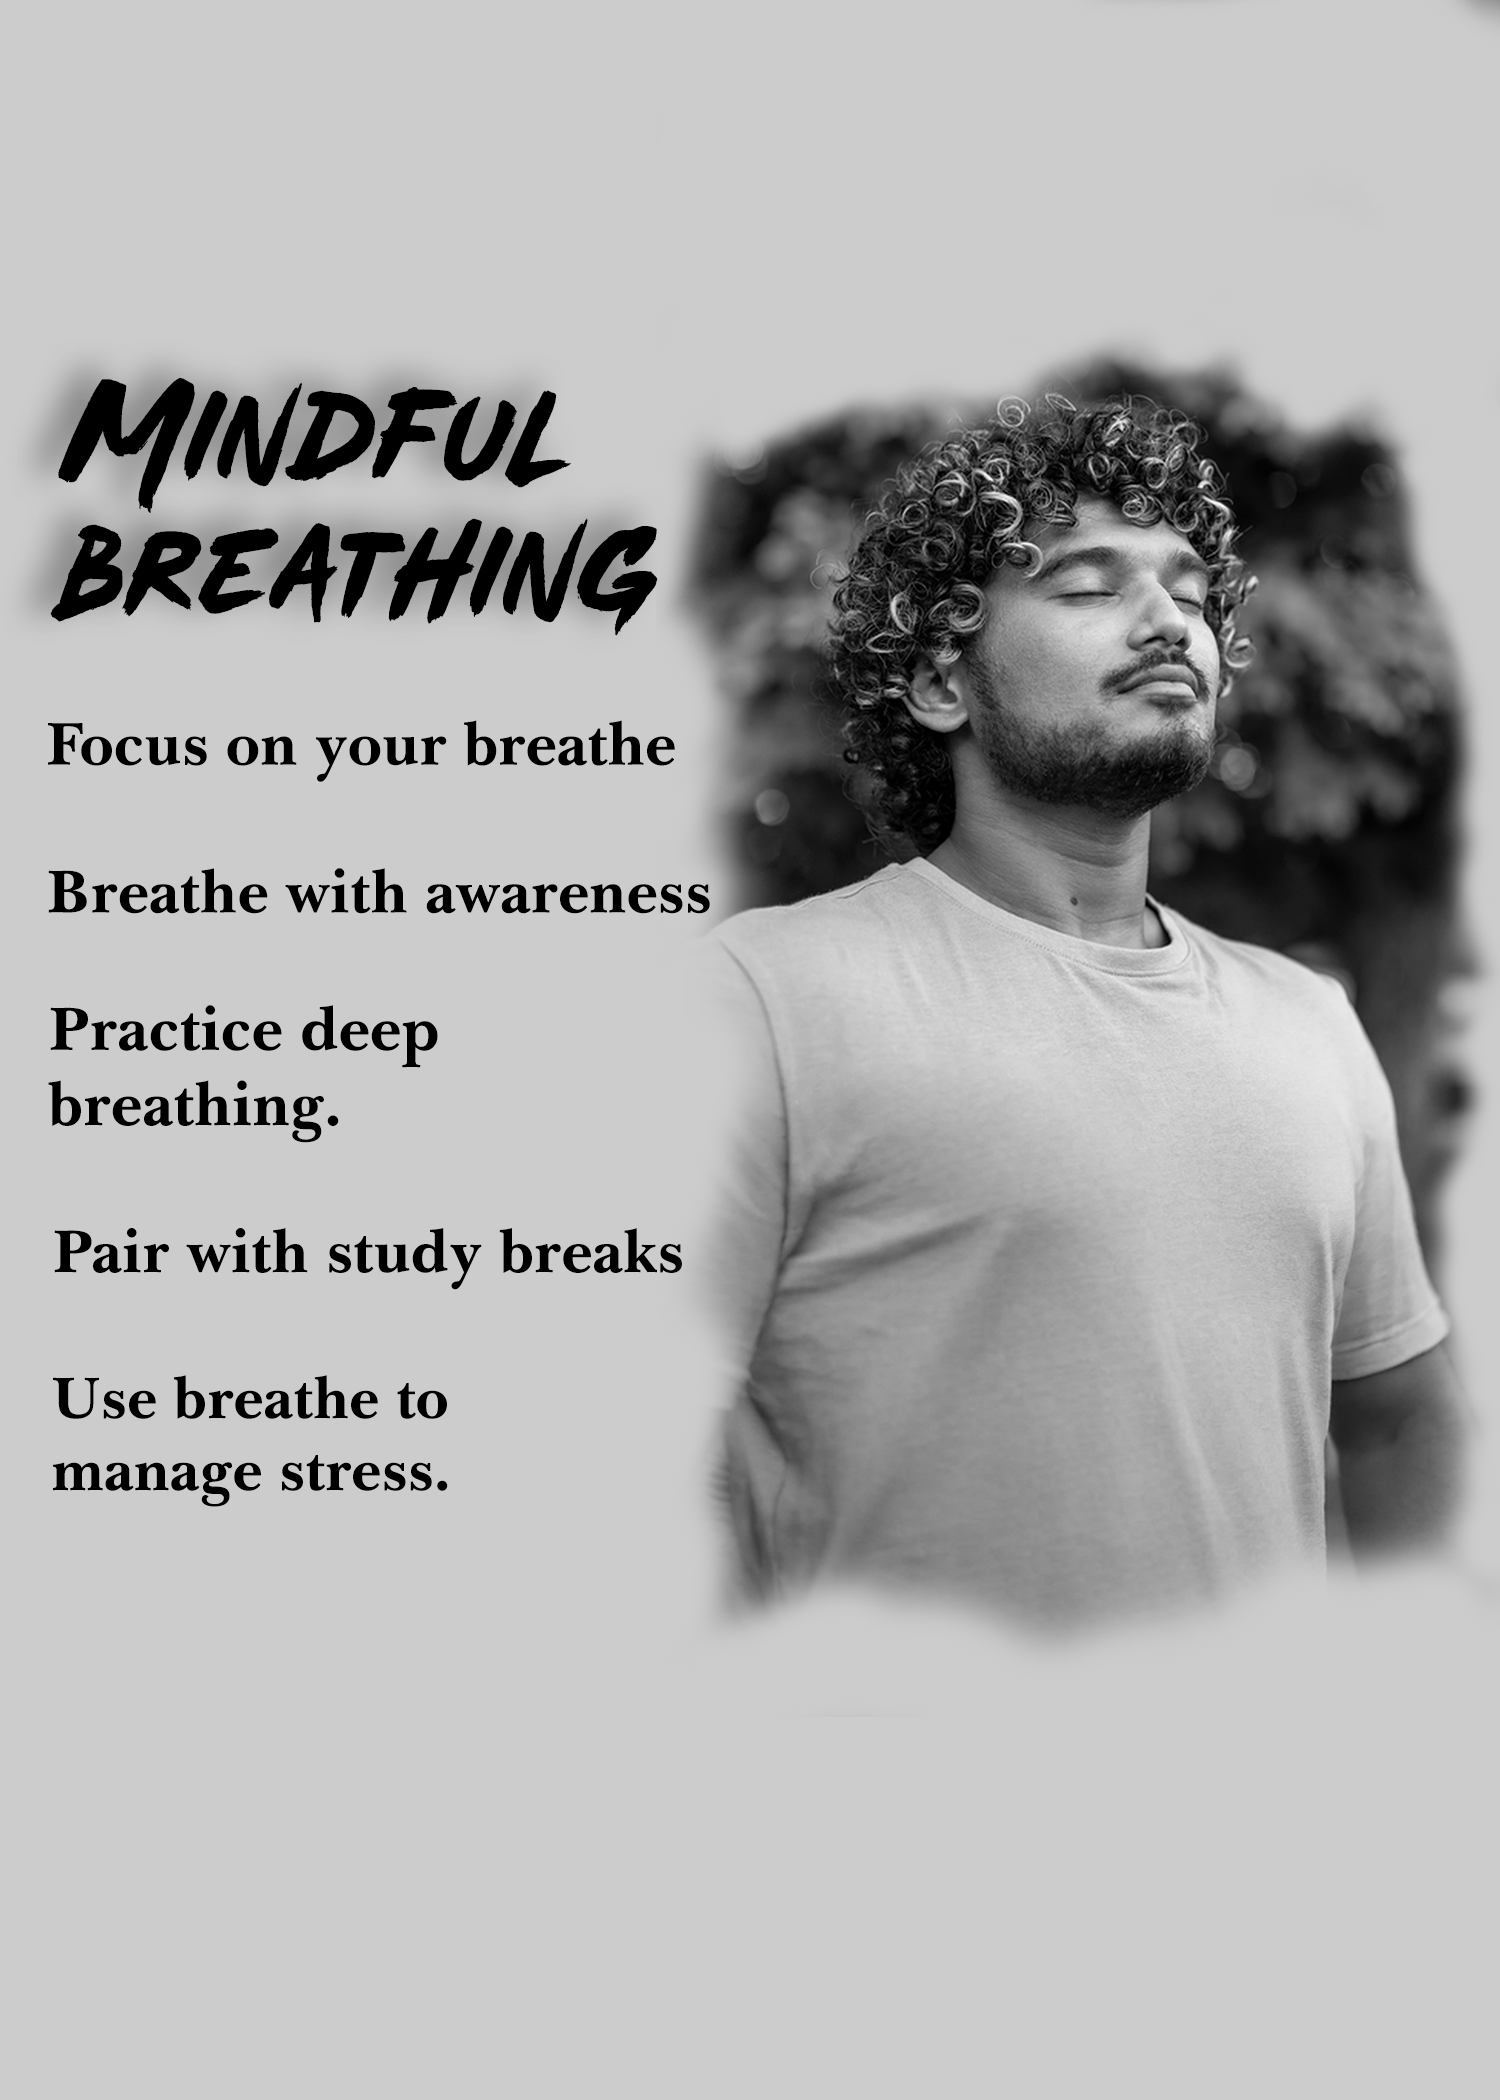 MINDFUL
BREATHING
Focus on your breathe
Breathe with awareness
Practice deep
breathing.
Pair with study breaks
Use breathe to
manage stress.